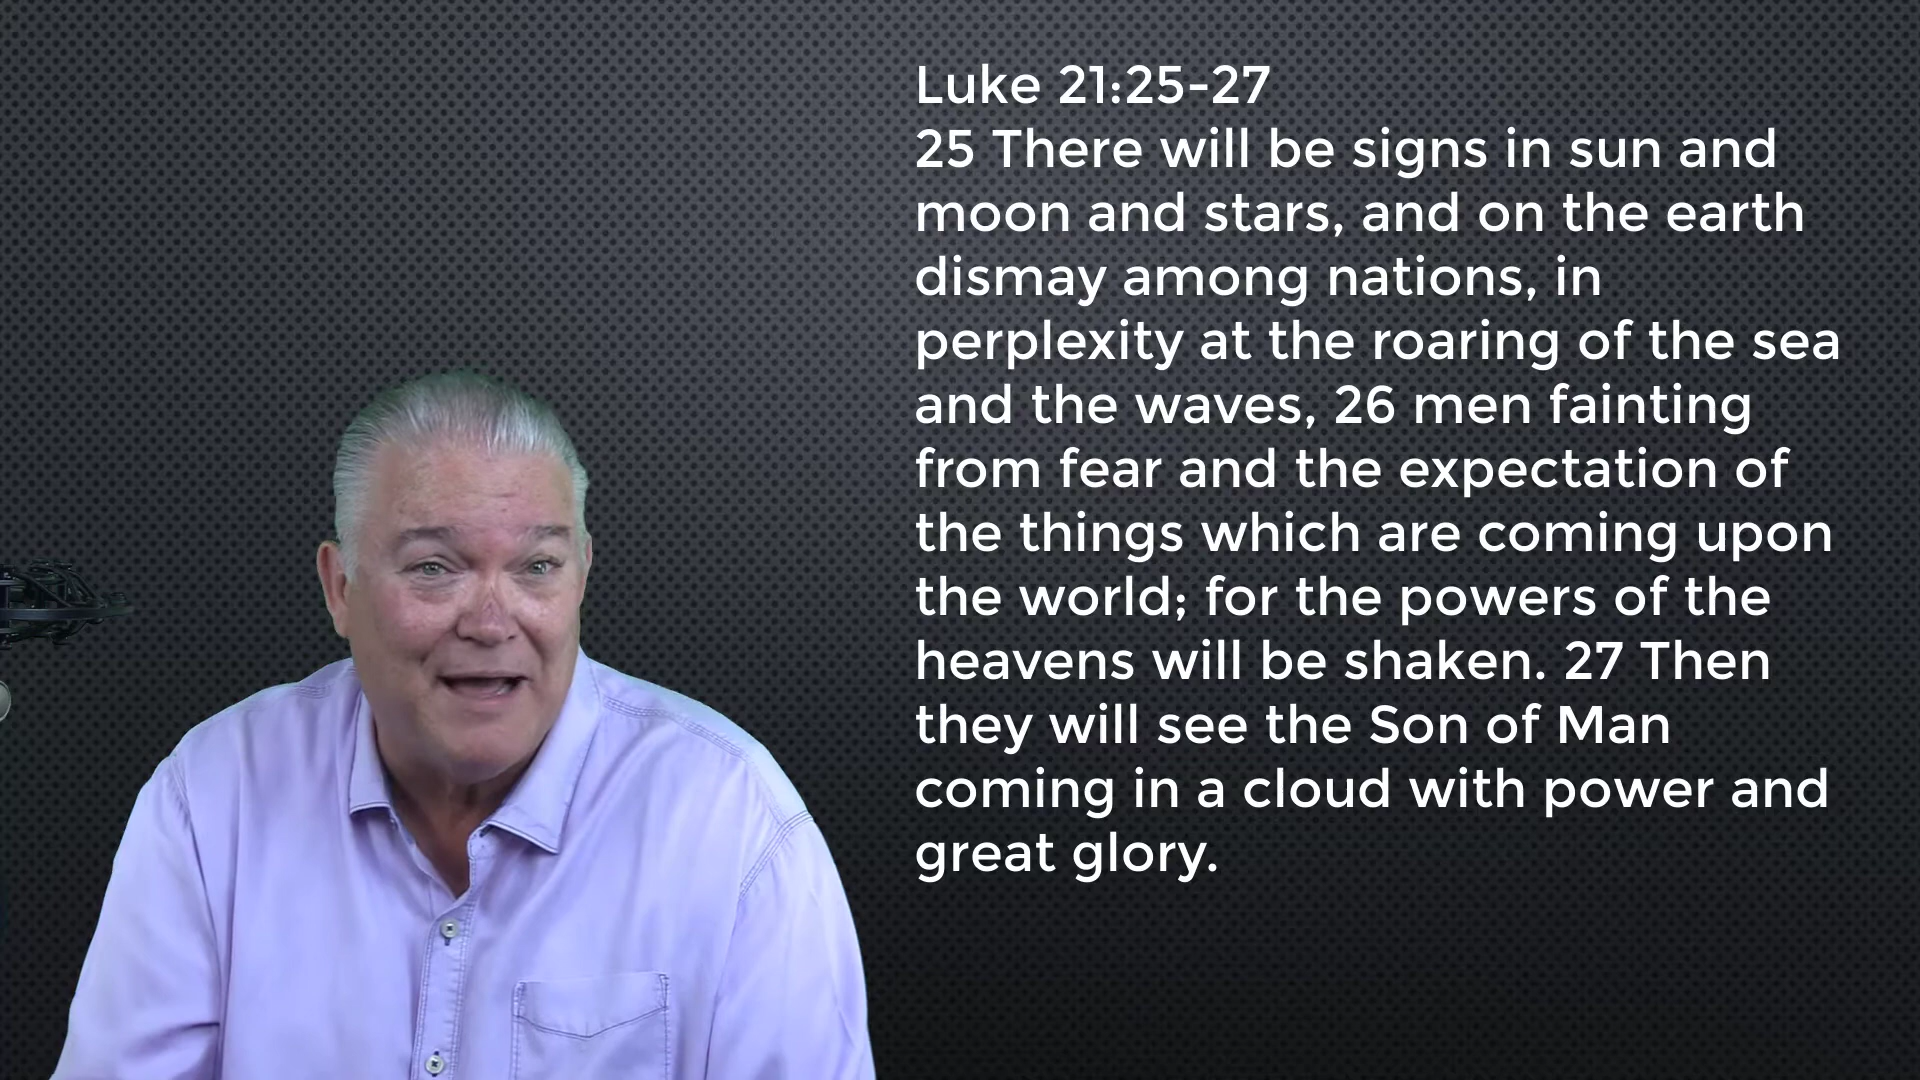 Luke 21:25-27
25 There will be signs in sun and
moon and stars, and on the earth
dismay among nations, in
perplexity at the roaring of the sea
and the waves, 26 men fainting
from fear and the expectation of
the things which are coming upon
the world; for the powers of the
heavens will be shaken. 27 Then
they will see the Son of Man
coming in a cloud with power and
great glory.